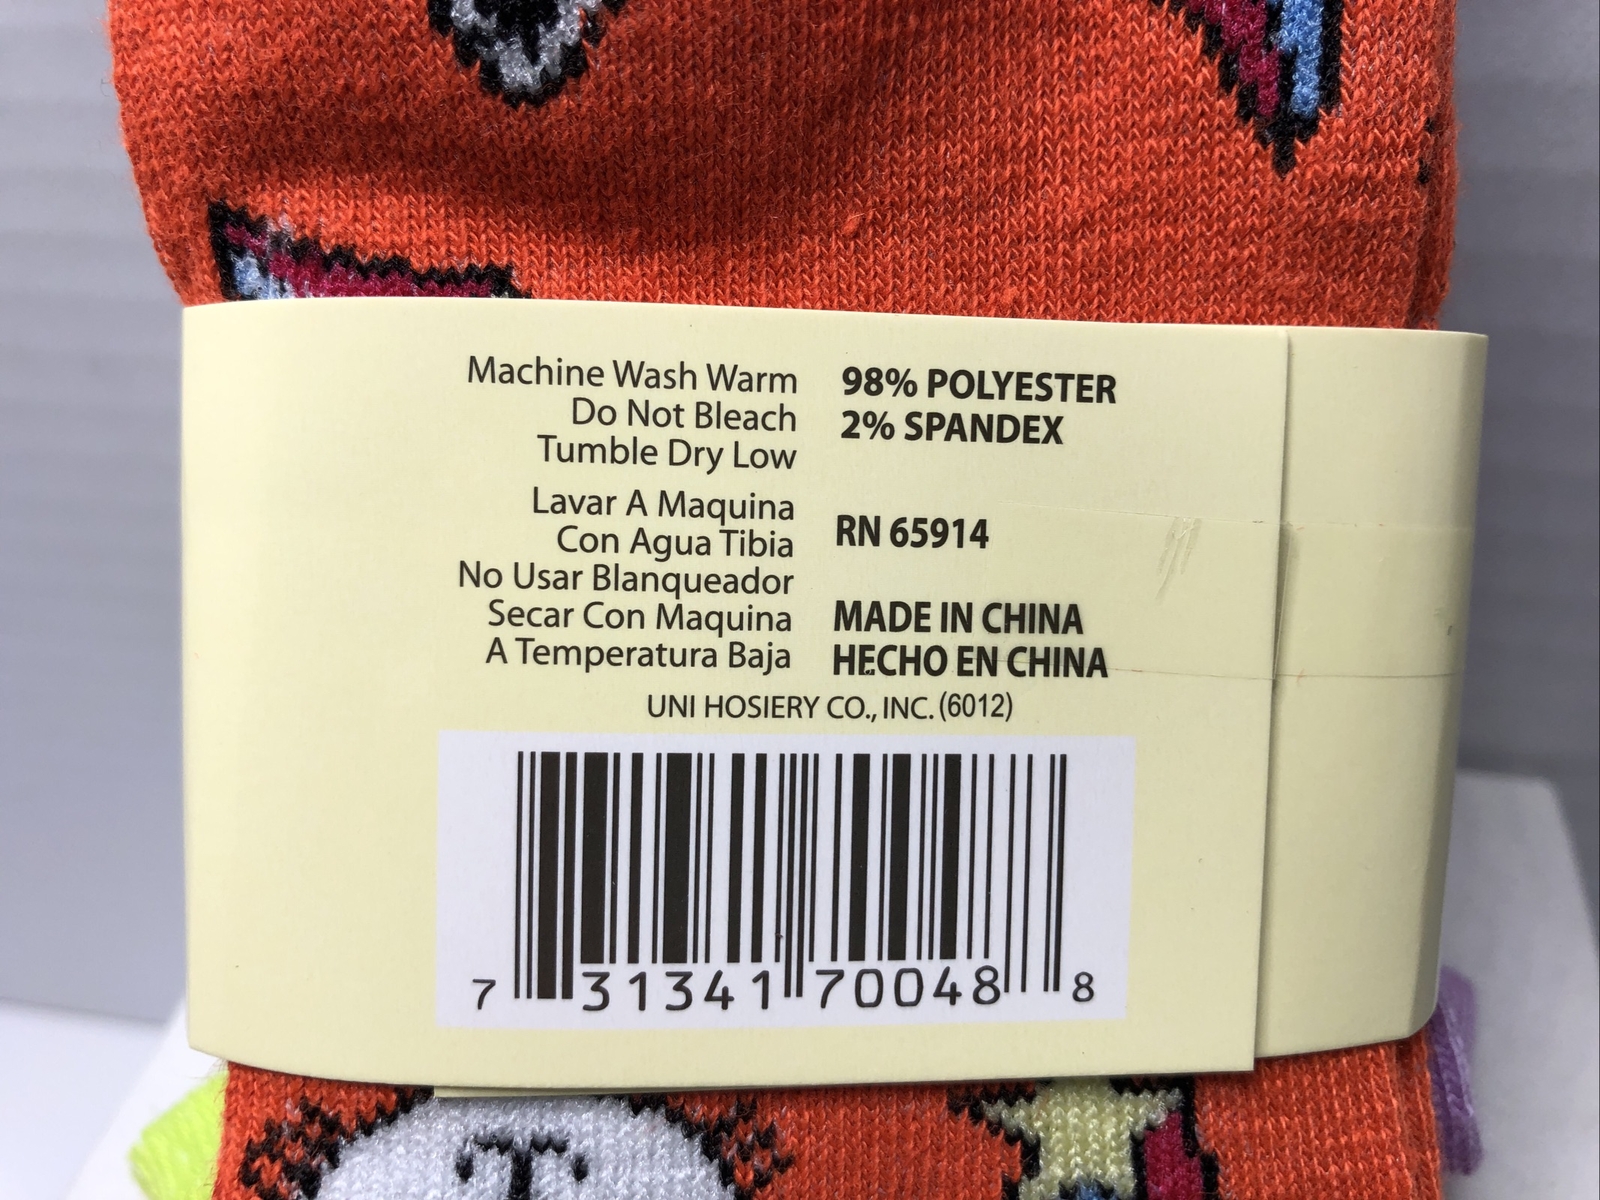 Machine Wash Warm
Do Not Bleach
Tumble Dry Low
Lavar A Maquina
Con Agua Tibia
No Usar Blanqueador
Secar Con Maquina
A Temperatura Baja
98% POLYESTER
2% SPANDEX
RN 65914
MADE IN CHINA
HECHO EN CHINA
UNI HOSIERY CO., INC. (6012)
7 31341 70048 8